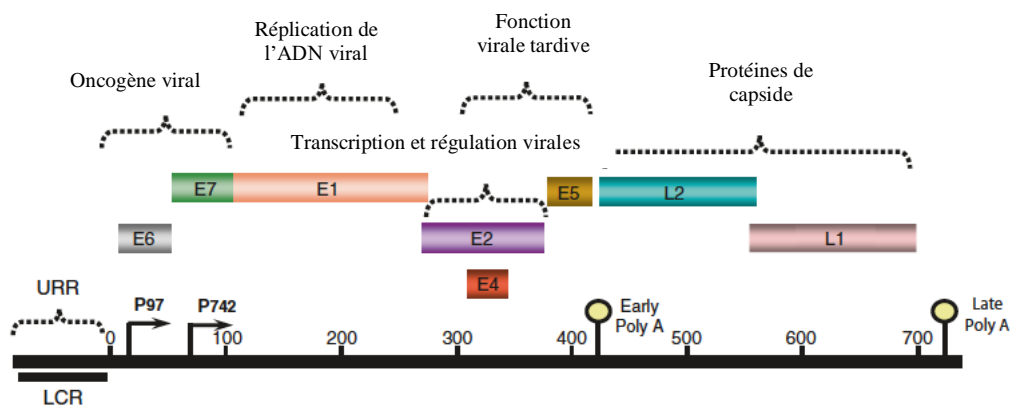 Réplication de
l'ADN viral
Fonction
virale tardive
Oncogène viral
Protéines de
capside
Transcription et régulation virales
E7
E1
E5
L2
E6
E2
L1
E4
URR
P97
P742
Early
Poly A
Late
Poly A
0
100
200
300
400
500
600
700
LCR